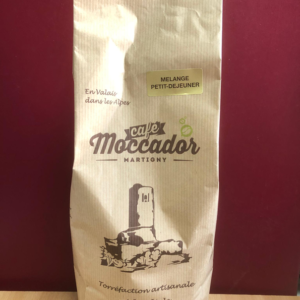 MELANGE
PETIT-DEJEUNER
En Valais
dans les Alpes
café
Moccador
MARTIGNY
Torréfaction artisanale